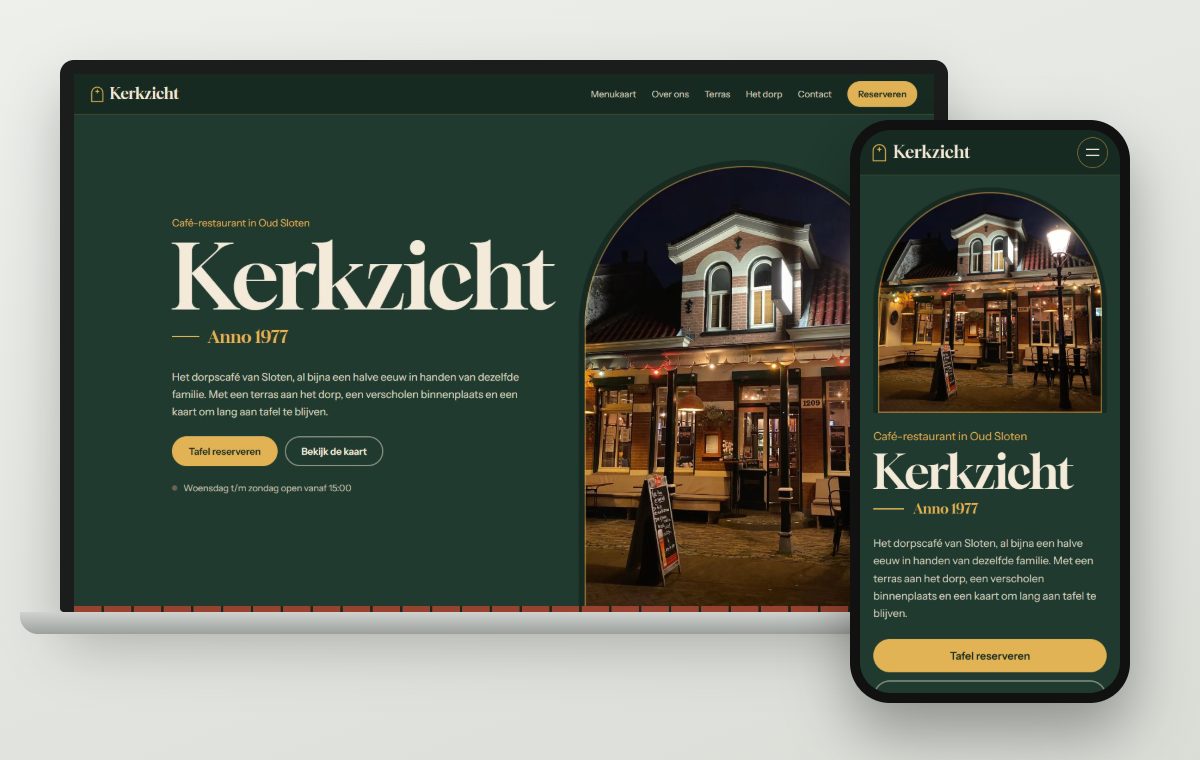 Kerkzicht
Menukaart Over ons Terras Het dorp Contact Reserveren
Café-restaurant in Oud Sloten
Kerkzicht
Anno 1977
Het dorpscafé van Sloten, al bijna een halve eeuw in handen van dezelfde
familie. Met een terras aan het dorp, een verscholen binnenplaats en een
kaart om lang aan tafel te blijven.
Tafel reserveren Bekijk de kaart
Woensdag t/m zondag open vanaf 15:00
1209
Kerkzicht
Café-restaurant in Oud Sloten
Kerkzicht
Anno 1977
Het dorpscafé van Sloten, al bijna een halve
eeuw in handen van dezelfde familie. Met een
terras aan het dorp, een verscholen
binnenplaats en een kaart om lang aan tafel te
blijven.
Tafel reserveren